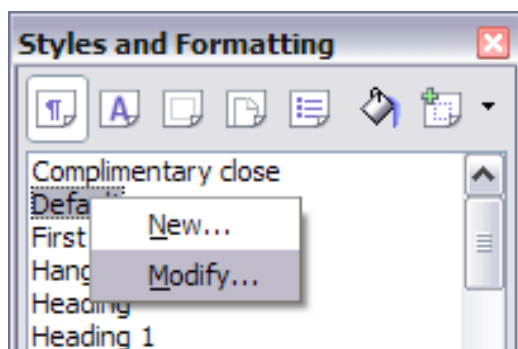 Styles and Formatting
Complimentary close
Defa
New...
First
Modify...
Hang
Heading
Heading 1